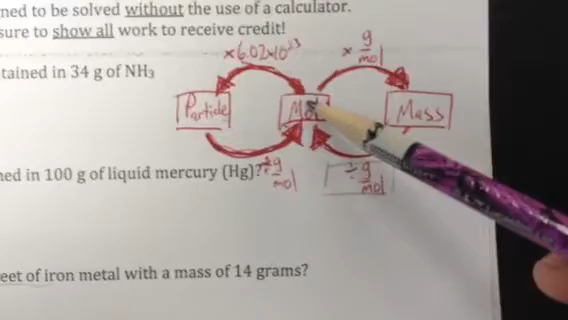 ned to be solved without the use of a calculator.
sure to show all work to receive credit!
×6.02×10²³
× g/mol
tained in 34 g of NH₃
Particle Mol Mass
ned in 100 g of liquid mercury (Hg)? ÷ g/mol ÷ g/mol
eet of iron metal with a mass of 14 grams?